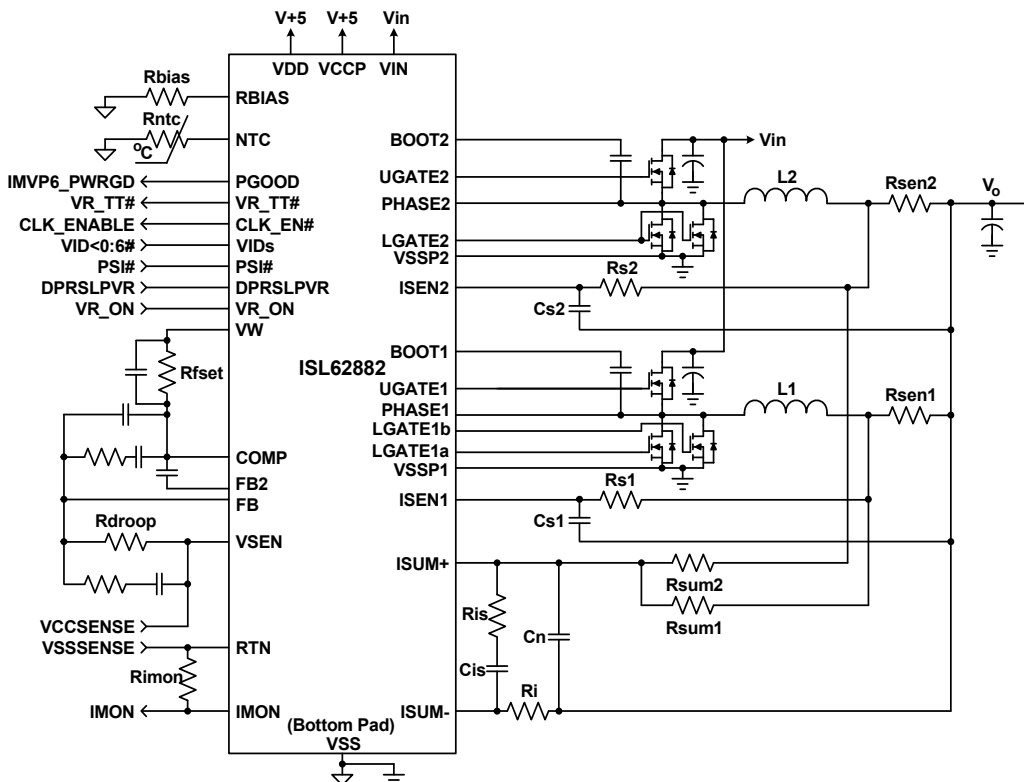 V+5 V+5 Vin
VDD VCCP VIN
Rbias
RBIAS
Rntc
NTC
°C
IMVP6_PWRGD PGOOD
VR_TT# VR_TT#
CLK_ENABLE CLK_EN#
VID<0:6# VIDs
PSI# PSI#
DPRSLPVR DPRSLPVR
VR_ON VR_ON
VW
Rfset
COMP
FB2
FB
Rdroop
VSEN
VCCSENSE
VSSSENSE RTN
Rimon
IMON IMON
ISL62882
(Bottom Pad)
VSS
BOOT2
Vin
UGATE2
L2
Rsen2
Vo
PHASE2
LGATE2
VSSP2
Rs2
ISEN2
Cs2
BOOT1
UGATE1
L1
Rsen1
PHASE1
LGATE1b
LGATE1a
VSSP1
Rs1
ISEN1
Cs1
ISUM+
Rsum2
Rsum1
Ris
Cn
Cis
Ri
ISUM-